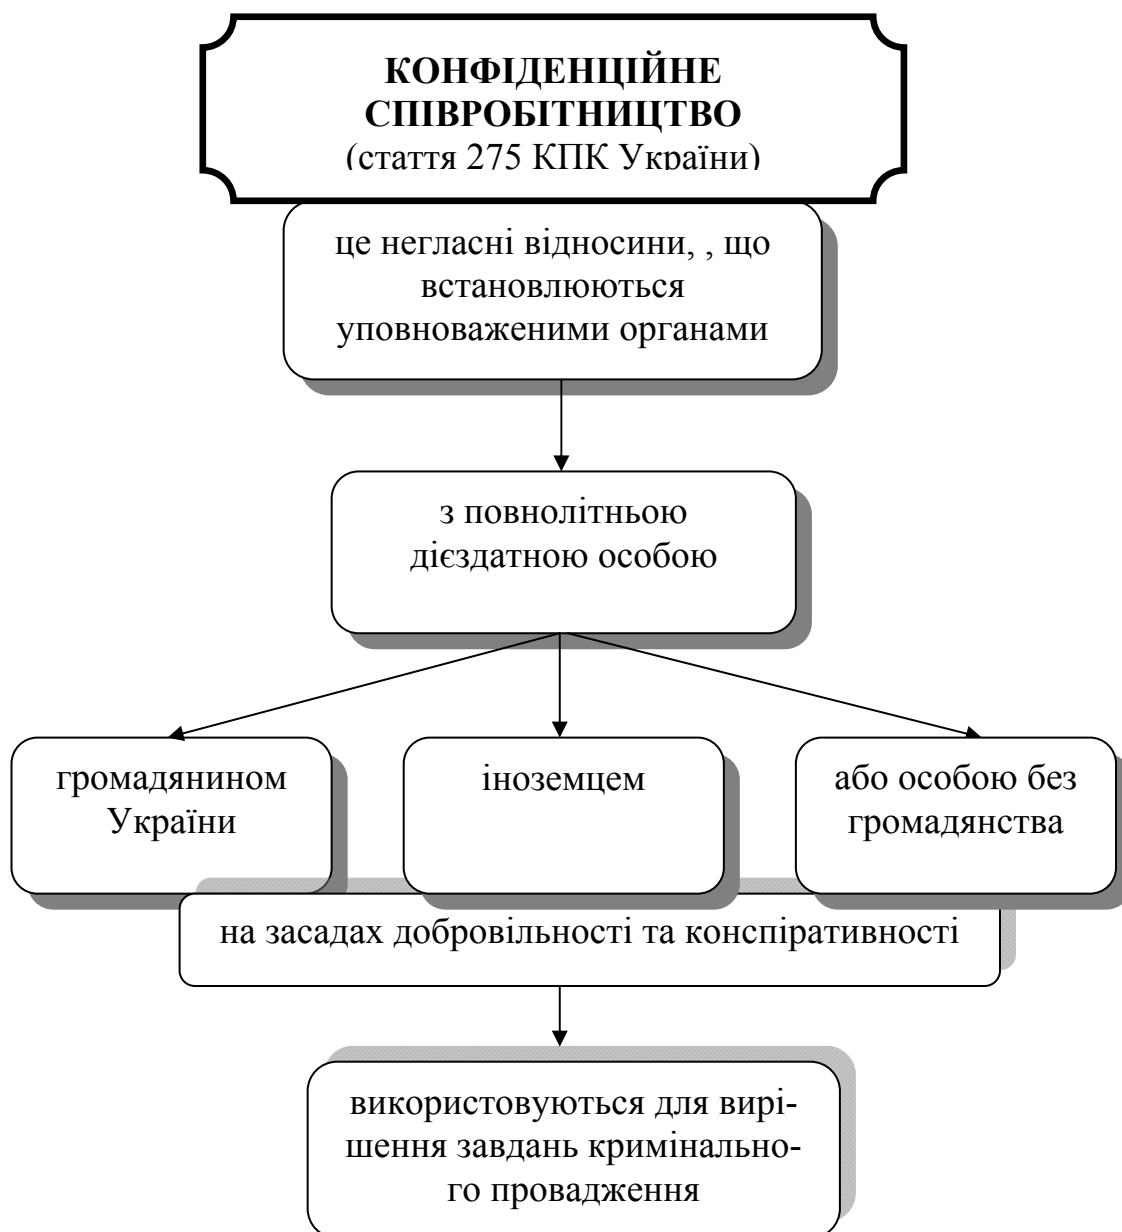 КОНФІДЕНЦІЙНЕ
СПІВРОБІТНИЦТВО
(стаття 275 КПК України)
це негласні відносини, , що
встановлюються
уповноваженими органами
з повнолітньою
дієздатною особою
громадянином
України
іноземцем
або особою без
громадянства
на засадах добровільності та конспіративності
використовуються для вирі-
шення завдань кримінально-
го провадження